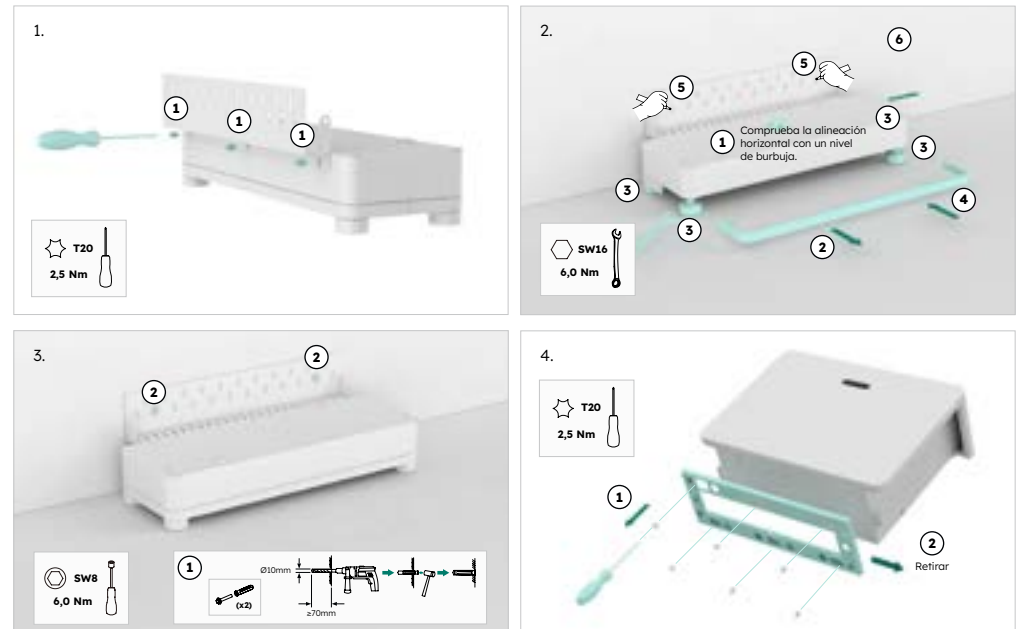 1.
1
1
1
T20
2,5 Nm
2.
6
5
5
3
1
Comprueba la alineación
horizontal con un nivel
de burbuja.
3
3
4
3
2
SW16
6,0 Nm
3.
2
2
SW8
6,0 Nm
1
(x2)
Ø10mm
≥70mm
4.
T20
2,5 Nm
1
2
Retirar